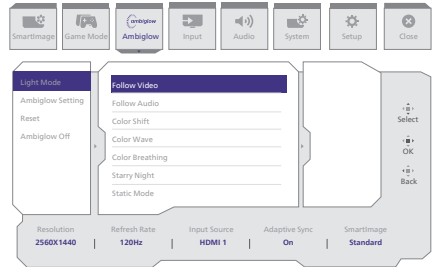 ambiglow
SmartImage Game Mode Ambiglow Input Audio System Setup Close
Light Mode
Ambiglow Setting
Reset
Ambiglow Off
Follow Video
Follow Audio
Color Shift
Color Wave
Color Breathing
Starry Night
Static Mode
Select
OK
Back
Resolution Refresh Rate Input Source Adaptive Sync SmartImage
2560X1440 | 120Hz | HDMI 1 | On | Standard